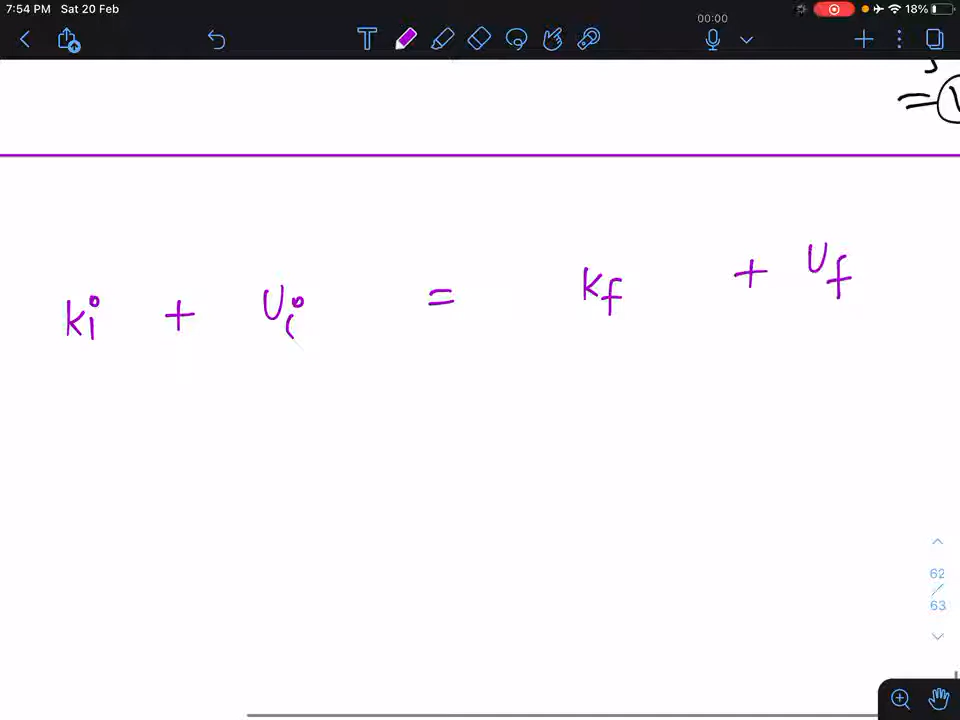 7:54 PM Sat 20 Feb 18%
00:00
T
=
Ki + Ui = Kf + Uf
62
/
63